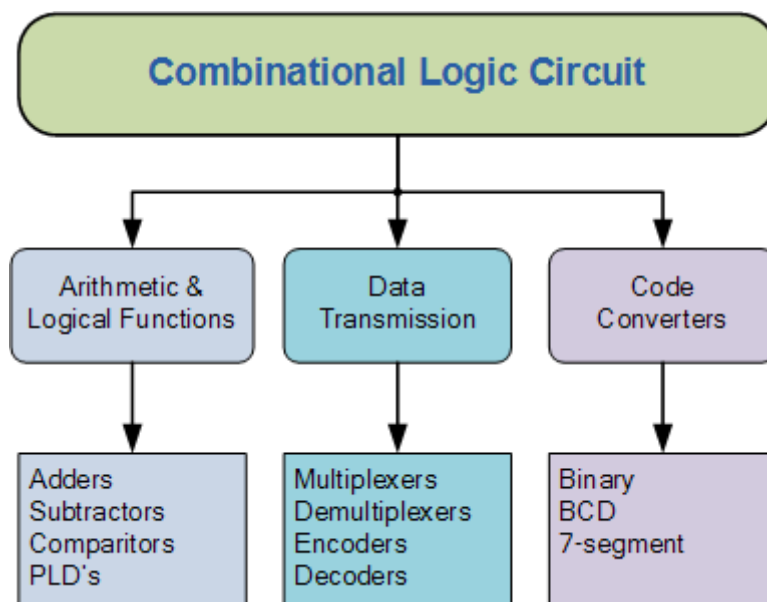 Combinational Logic Circuit
Arithmetic &
Logical Functions
Data
Transmission
Code
Converters
Adders
Subtractors
Comparitors
PLD's
Multiplexers
Demultiplexers
Encoders
Decoders
Binary
BCD
7-segment